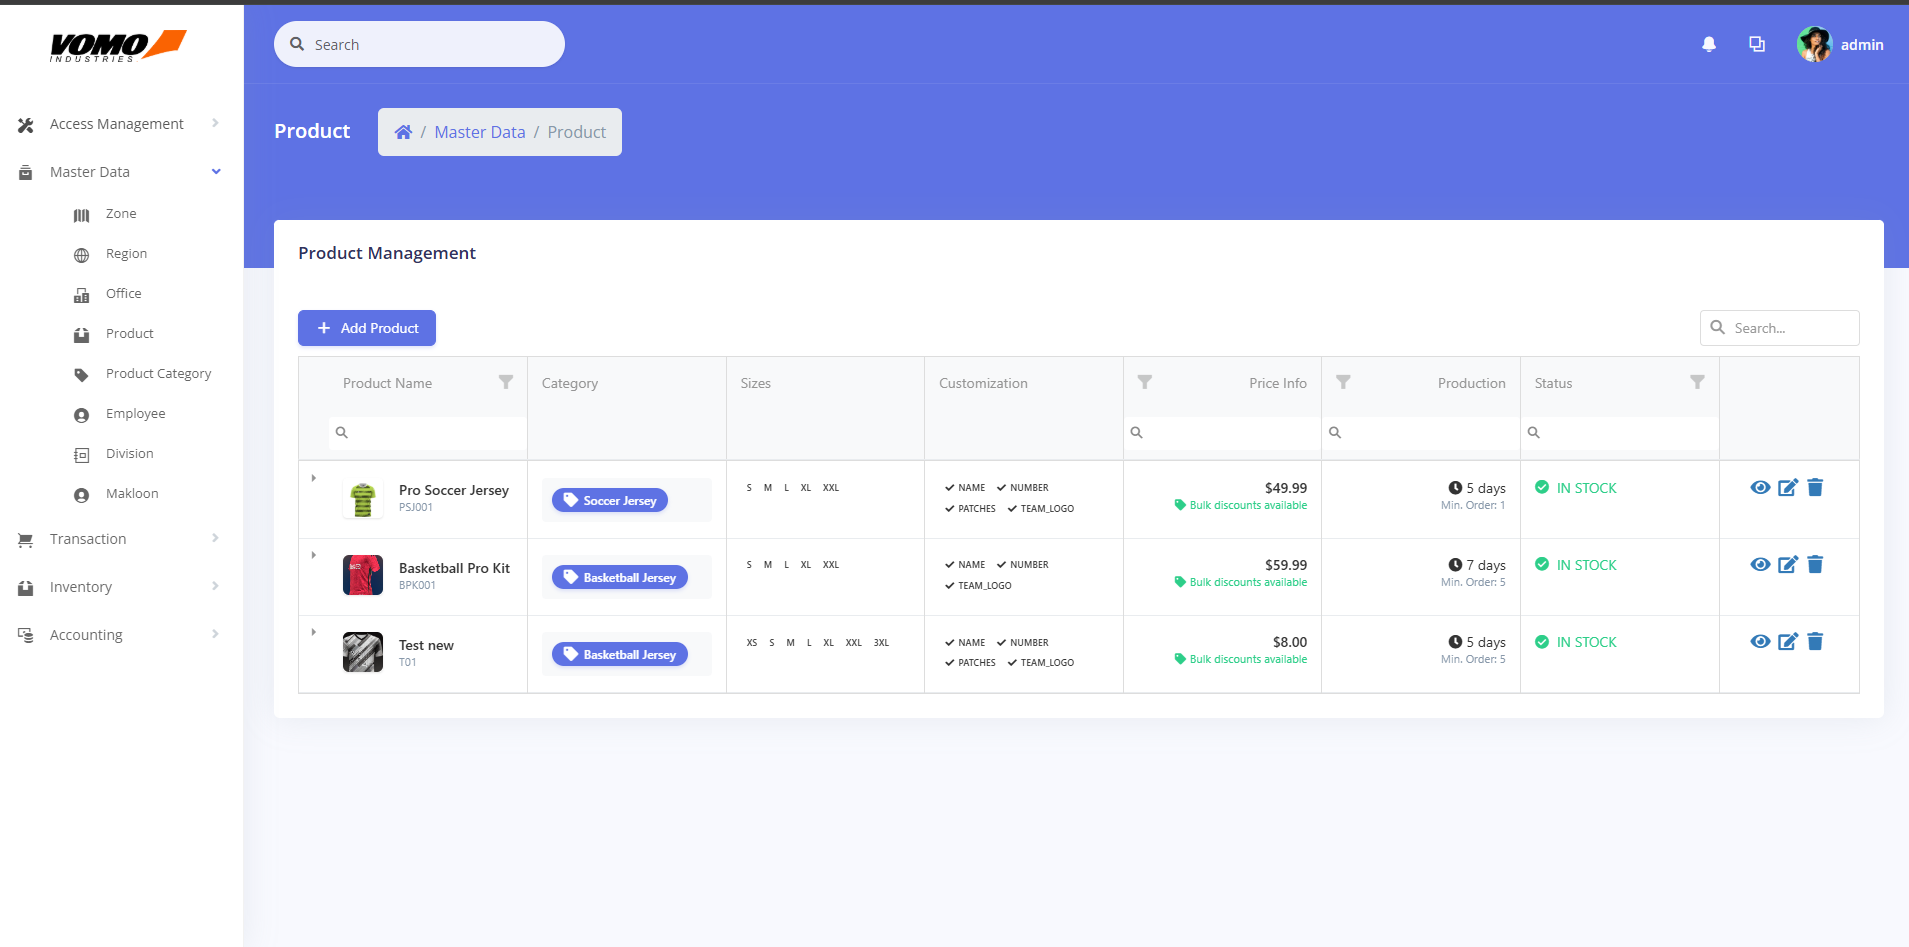 VOMO
INDUSTRIES
Search
admin
Access Management
Master Data
Zone
Region
Office
Product
Product Category
Employee
Division
Makloon
Transaction
Inventory
Accounting
Product
/ Master Data / Product
Product Management
+ Add Product
Search...
Product Name Category Sizes Customization Price Info Production Status
Pro Soccer Jersey
PSJ001
Soccer Jersey
S M L XL XXL
NAME NUMBER
PATCHES TEAM_LOGO
$49.99
Bulk discounts available
5 days
Min. Order: 1
IN STOCK
Basketball Pro Kit
BPK001
Basketball Jersey
S M L XL XXL
NAME NUMBER
TEAM_LOGO
$59.99
Bulk discounts available
7 days
Min. Order: 5
IN STOCK
Test new
T01
Basketball Jersey
XS S M L XL XXL 3XL
NAME NUMBER
PATCHES TEAM_LOGO
$8.00
Bulk discounts available
5 days
Min. Order: 5
IN STOCK